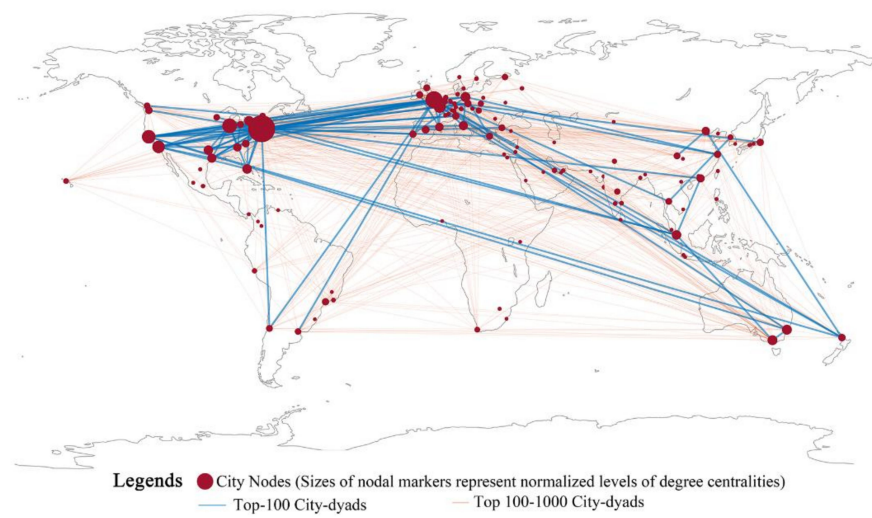 Legends City Nodes (Sizes of nodal markers represent normalized levels of degree centralities)
Top-100 City-dyads Top 100-1000 City-dyads